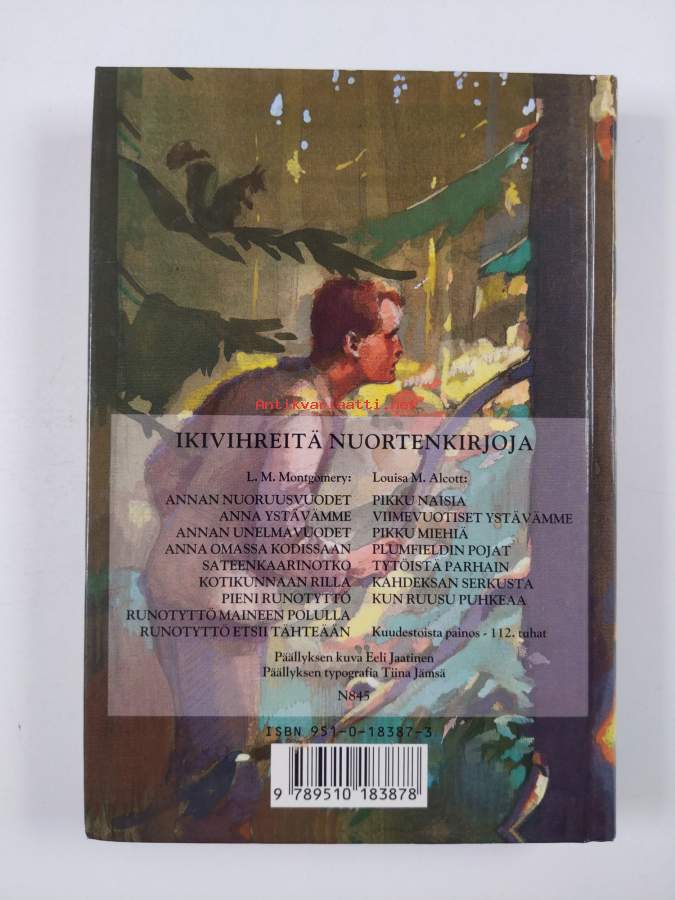 Antikvariaatti.net
IKIVIHREITÄ NUORTENKIRJOJA
L. M. Montgomery:
ANNAN NUORUUSVUODET
ANNA YSTÄVÄMME
ANNAN UNELMAVUODET
ANNA OMASSA KODISSAAN
SATEENKAARINOTKO
KOTIKUNNAAN RILLA
PIENI RUNOTYTTÖ
RUNOTYTTÖ MAINEEN POLULLA
RUNOTYTTÖ ETSII TÄHTEÄÄN
Louisa M. Alcott:
PIKKU NAISIA
VIIMEVUOTISET YSTÄVÄMME
PIKKU MIEHIÄ
PLUMFIELDIN POJAT
TYTÖISTÄ PARHAIN
KAHDEKSAN SERKUSTA
KUN RUUSU PUHKEAA
Kuudestoista painos - 112. tuhat
Päällyksen kuva Eeli Jaatinen
Päällyksen typografia Tiina Jämsä
N845
ISBN 951-0-18387-3
9 789510 183878